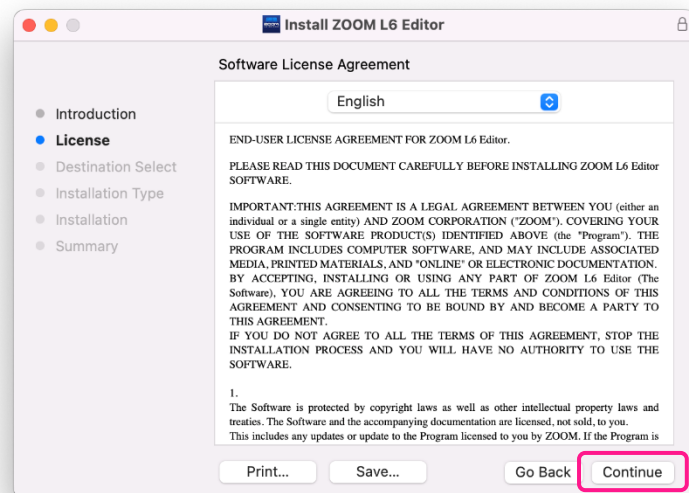 Install ZOOM L6 Editor
Software License Agreement
Introduction
License
Destination Select
Installation Type
Installation
Summary
English
END-USER LICENSE AGREEMENT FOR ZOOM L6 Editor.
PLEASE READ THIS DOCUMENT CAREFULLY BEFORE INSTALLING ZOOM L6 Editor
SOFTWARE.
IMPORTANT:THIS AGREEMENT IS A LEGAL AGREEMENT BETWEEN YOU (either an
individual or a single entity) AND ZOOM CORPORATION ("ZOOM"). COVERING YOUR
USE OF THE SOFTWARE PRODUCT(S) IDENTIFIED ABOVE (the "Program"). THE
PROGRAM INCLUDES COMPUTER SOFTWARE, AND MAY INCLUDE ASSOCIATED
MEDIA, PRINTED MATERIALS, AND "ONLINE" OR ELECTRONIC DOCUMENTATION.
BY ACCEPTING, INSTALLING OR USING ANY PART OF ZOOM L6 Editor (The
Software), YOU ARE AGREEING TO ALL THE TERMS AND CONDITIONS OF THIS
AGREEMENT AND CONSENTING TO BE BOUND BY AND BECOME A PARTY TO
THIS AGREEMENT.
IF YOU DO NOT AGREE TO ALL THE TERMS OF THIS AGREEMENT, STOP THE
INSTALLATION PROCESS AND YOU WILL HAVE NO AUTHORITY TO USE THE
SOFTWARE.
1.
The Software is protected by copyright laws as well as other intellectual property laws and
treaties. The Software and the accompanying documentation are licensed, not sold, to you.
This includes any updates or update to the Program licensed to you by ZOOM. If the Program is
Print...
Save...
Go Back
Continue